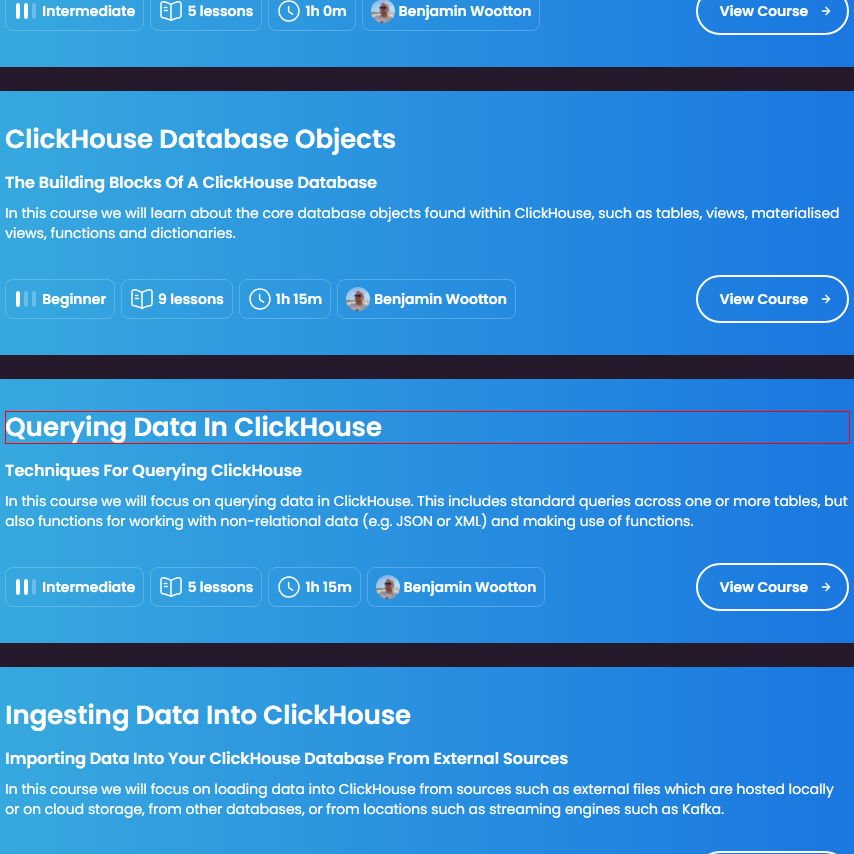 Intermediate
5 lessons
1h 0m
Benjamin Wootton
View Course
ClickHouse Database Objects
The Building Blocks Of A ClickHouse Database
In this course we will learn about the core database objects found within ClickHouse, such as tables, views, materialised
views, functions and dictionaries.
Beginner
9 lessons
1h 15m
Benjamin Wootton
View Course
Querying Data In ClickHouse
Techniques For Querying ClickHouse
In this course we will focus on querying data in ClickHouse. This includes standard queries across one or more tables, but
also functions for working with non-relational data (e.g. JSON or XML) and making use of functions.
Intermediate
5 lessons
1h 15m
Benjamin Wootton
View Course
Ingesting Data Into ClickHouse
Importing Data Into Your ClickHouse Database From External Sources
In this course we will focus on loading data into ClickHouse from sources such as external files which are hosted locally
or on cloud storage, from other databases, or from locations such as streaming engines such as Kafka.